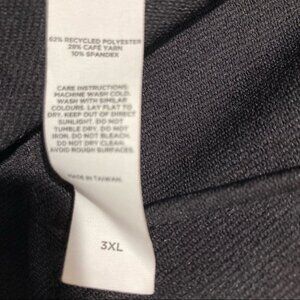 62% RECYCLED POLYESTER
28% CAFÉ YARN
10% SPANDEX
CARE INSTRUCTIONS:
MACHINE WASH COLD.
WASH WITH SIMILAR
COLOURS. LAY FLAT TO
DRY. KEEP OUT OF DIRECT
SUNLIGHT. DO NOT
TUMBLE DRY. DO NOT
IRON. DO NOT BLEACH.
DO NOT DRY CLEAN.
AVOID ROUGH SURFACES.
MADE IN TAIWAN.
3XL